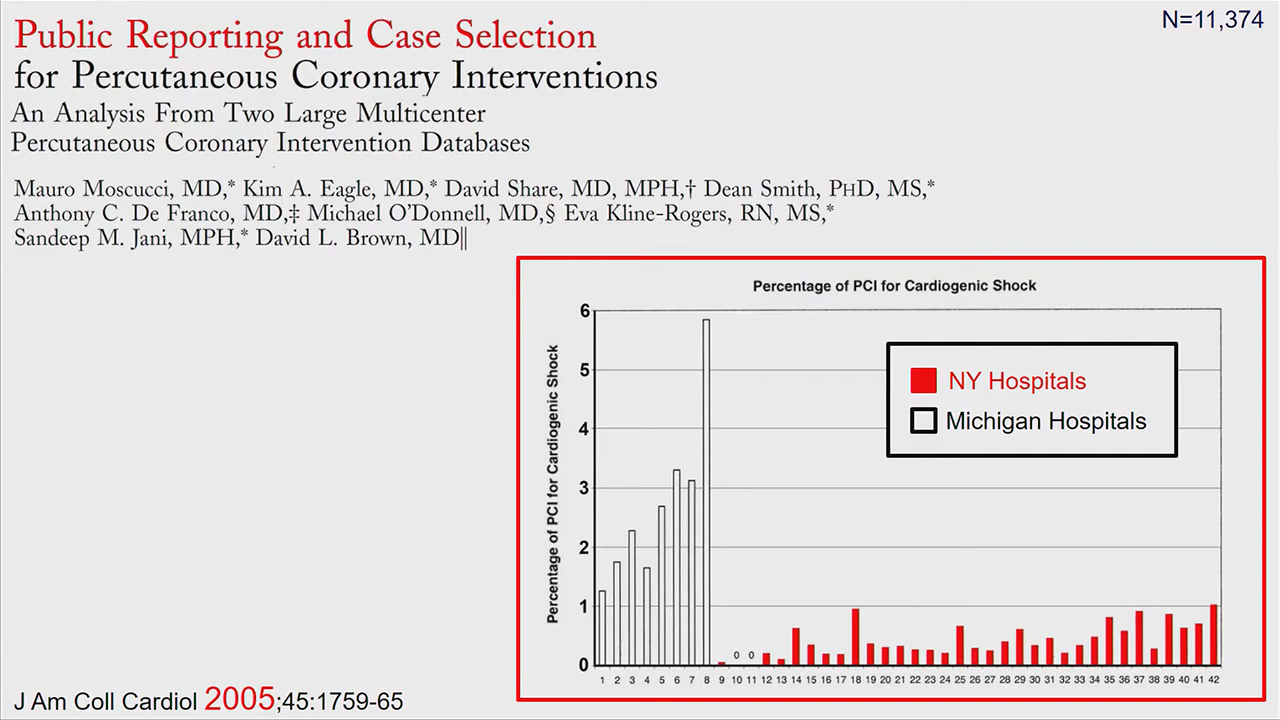 N=11,374
Public Reporting and Case Selection
for Percutaneous Coronary Interventions
An Analysis From Two Large Multicenter
Percutaneous Coronary Intervention Databases
Mauro Moscucci, MD,* Kim A. Eagle, MD,* David Share, MD, MPH,† Dean Smith, PHD, MS,*
Anthony C. De Franco, MD,‡ Michael O'Donnell, MD,§ Eva Kline-Rogers, RN, MS,*
Sandeep M. Jani, MPH,* David L. Brown, MD‖
Percentage of PCI for Cardiogenic Shock
Percentage of PCI for Cardiogenic Shock
6
5
4
3
2
1
0
NY Hospitals
Michigan Hospitals
0 0
1 2 3 4 5 6 7 8 9 10 11 12 13 14 15 16 17 18 19 20 21 22 23 24 25 26 27 28 29 30 31 32 33 34 35 36 37 38 39 40 41 42
J Am Coll Cardiol 2005;45:1759-65